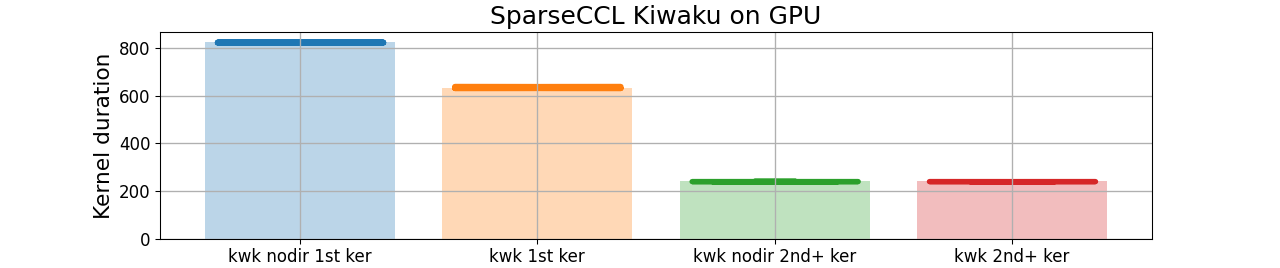 SparseCCL Kiwaku on GPU
Kernel duration
800
600
400
200
0
kwk nodir 1st ker
kwk 1st ker
kwk nodir 2nd+ ker
kwk 2nd+ ker